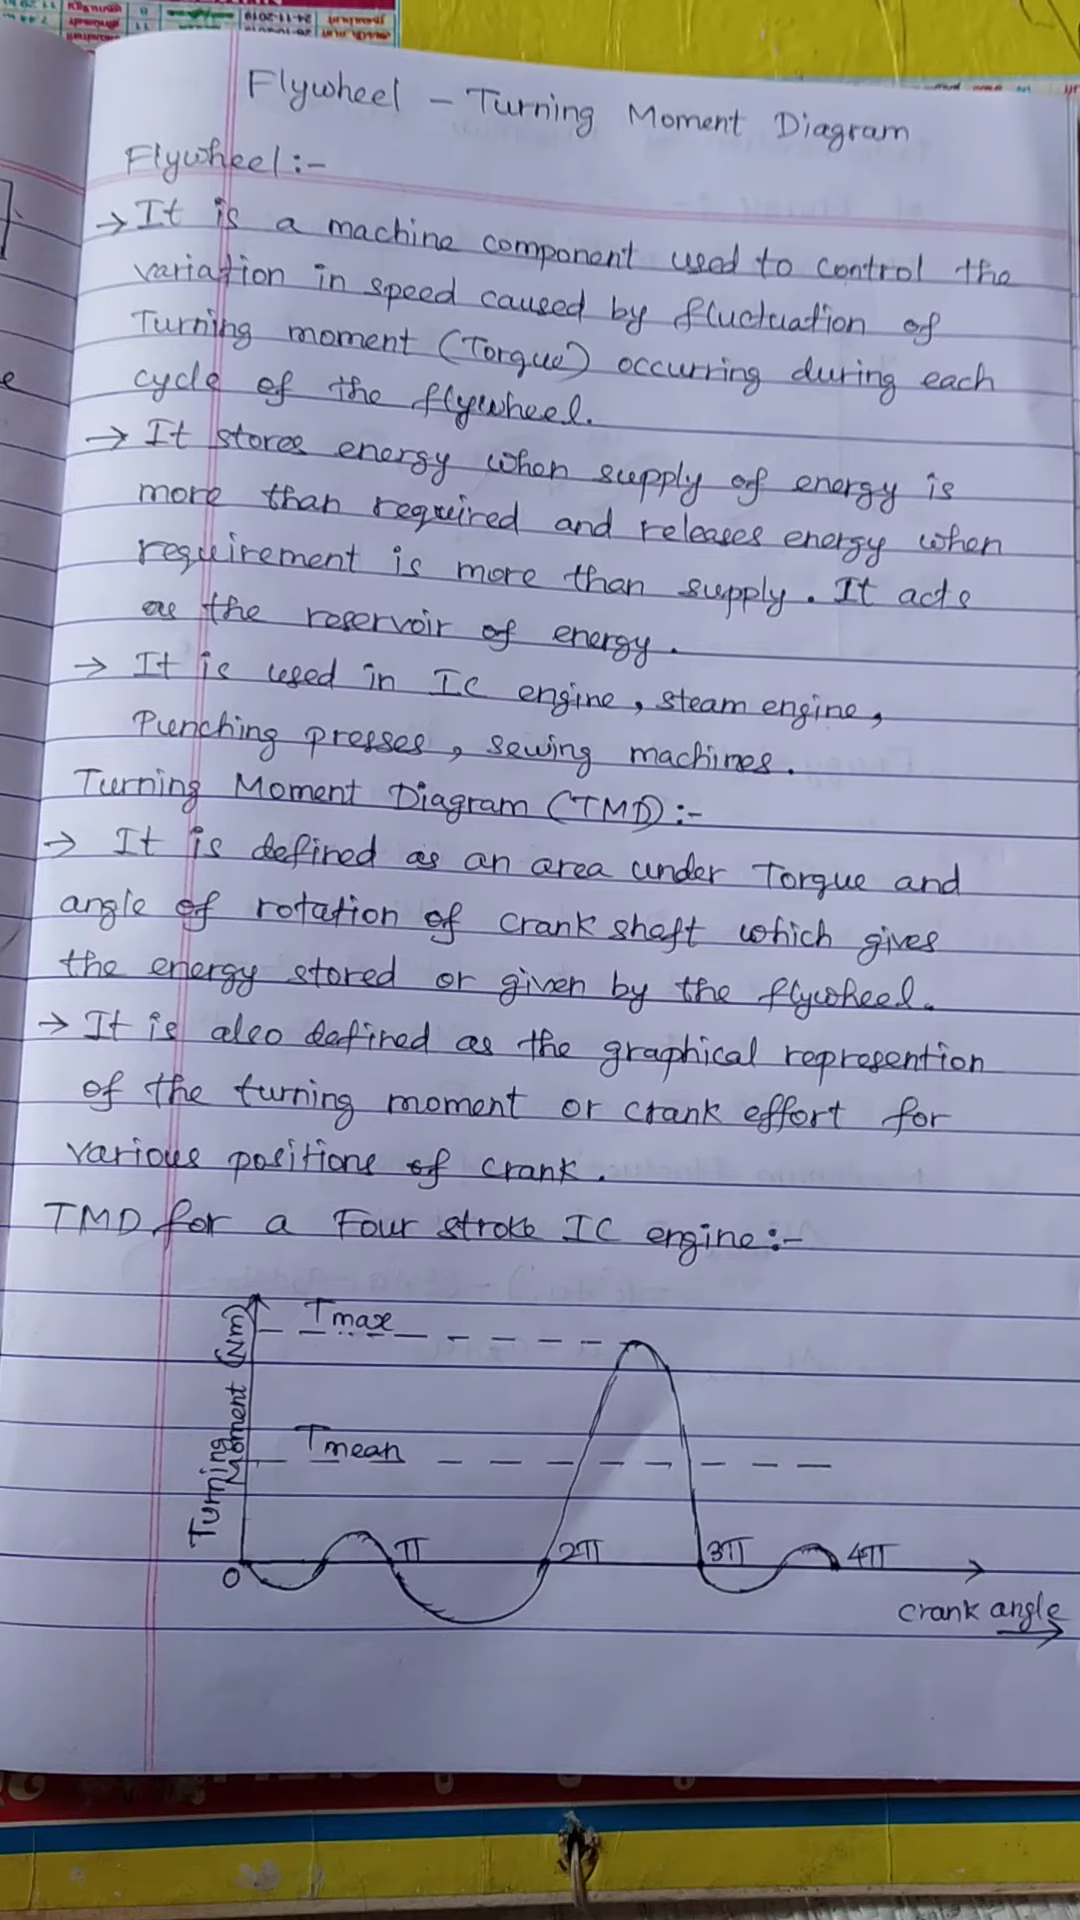 Flywheel - Turning Moment Diagram
Flywheel:-
→ It is a machine component used to control the
variation in speed caused by fluctuation of
Turning moment (Torque) occurring during each
cycle of the flywheel.
→ It stores energy when supply of energy is
more than required and releases energy when
requirement is more than supply. It acts
as the reservoir of energy.
→ It is used in IC engine, steam engine,
Punching presses, sewing machines.
Turning Moment Diagram (TMD):-
→ It is defined as an area under Torque and
angle of rotation of crank shaft which gives
the energy stored or given by the flywheel.
→ It is also defined as the graphical represention
of the turning moment or crank effort for
various positions of crank.
TMD for a Four stroke IC engine:-
Tmax
Turning
Moment (Nm)
Tmean
0
π
2π
3π
4π
crank angle